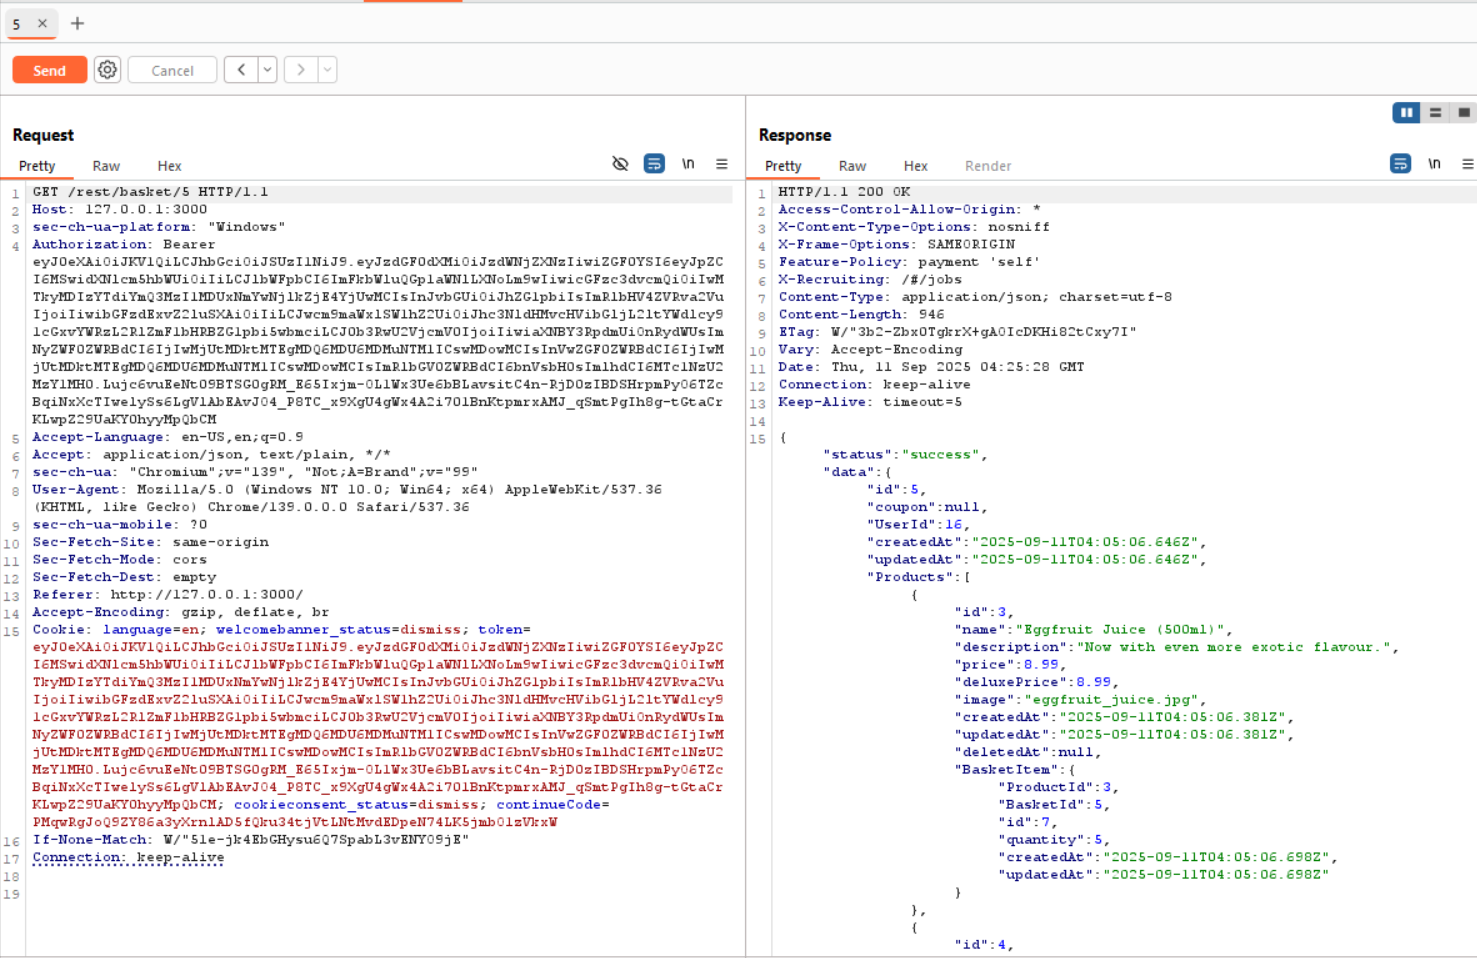 5
Send
Cancel
Request
Pretty Raw Hex
\n
1 GET /rest/basket/5 HTTP/1.1
2 Host: 127.0.0.1:3000
3 sec-ch-ua-platform: "Windows"
4 Authorization: Bearer
eyJ0eXAiOiJKV1QiLCJhbGciOiJSUzI1NiJ9.eyJzdGF0dXMiOiJzdWNjZXNzIiwiZGF0YSI6eyJpZC
I6MSwidXNlcm5hbWUiOiIiLCJlbWFpbCI6ImFkbWluQGp1aWNlLXNoLm9wIiwicGFzc3dvcmQiOiIwM
TkyMDIzYTdiYmQ3MzI1MDUxNmYwNjlkZjE4YjUwMCIsInJvbGUiOiJhZG1pbiIsImRlbHV4ZVRva2Vu
IjoiIiwibGFzdExvZ2luSXAiOiIiLCJwcm9maWxlSW1hZ2UiOiJhc3NldHMvcHVibGljL2ltYWdlcy9
1cGxvYWRzL2RlZmF1bHRBZG1pbi5wbmciLCJ0b3RwU2VjcmV0IjoiIiwiaXNBY3RpdmUiOnRydWUsIm
NyZWF0ZWRBdCI6IjIwMjUtMDktMTEgMDQ6MDU6MDMuNTM1ICswMDowMCIsInVwZGF0ZWRBdCI6IjIwM
jUtMDktMTEgMDQ6MDU6MDMuNTM1ICswMDowMCIsImRlbGV0ZWRBdCI6bnVsbH0sImlhdCI6MTc1NzU2
MzY1MH0.Lujc6vuEeNt09BTSG0gRM_E65Ixjm-0L1Wx3Ue6bBLavsitC4n-RjD0zIBDSHrpmPy06TZc
BqiNxXcTIwelySs6LgVlAbEAvJ04_P8TC_x9XgU4gWx4A2i701BnKtpmrxAMJ_qSmtPgIh8g-tGtaCr
KLwpZ29UaKY0hyyMpQbCM
5 Accept-Language: en-US,en;q=0.9
6 Accept: application/json, text/plain, */*
7 sec-ch-ua: "Chromium";v="139", "Not;A=Brand";v="99"
8 User-Agent: Mozilla/5.0 (Windows NT 10.0; Win64; x64) AppleWebKit/537.36
(KHTML, like Gecko) Chrome/139.0.0.0 Safari/537.36
9 sec-ch-ua-mobile: ?0
10 Sec-Fetch-Site: same-origin
11 Sec-Fetch-Mode: cors
12 Sec-Fetch-Dest: empty
13 Referer: http://127.0.0.1:3000/
14 Accept-Encoding: gzip, deflate, br
15 Cookie: language=en; welcomebanner_status=dismiss; token=
eyJ0eXAiOiJKV1QiLCJhbGciOiJSUzI1NiJ9.eyJzdGF0dXMiOiJzdWNjZXNzIiwiZGF0YSI6eyJpZC
I6MSwidXNlcm5hbWUiOiIiLCJlbWFpbCI6ImFkbWluQGp1aWNlLXNoLm9wIiwicGFzc3dvcmQiOiIwM
TkyMDIzYTdiYmQ3MzI1MDUxNmYwNjlkZjE4YjUwMCIsInJvbGUiOiJhZG1pbiIsImRlbHV4ZVRva2Vu
IjoiIiwibGFzdExvZ2luSXAiOiIiLCJwcm9maWxlSW1hZ2UiOiJhc3NldHMvcHVibGljL2ltYWdlcy9
1cGxvYWRzL2RlZmF1bHRBZG1pbi5wbmciLCJ0b3RwU2VjcmV0IjoiIiwiaXNBY3RpdmUiOnRydWUsIm
NyZWF0ZWRBdCI6IjIwMjUtMDktMTEgMDQ6MDU6MDMuNTM1ICswMDowMCIsInVwZGF0ZWRBdCI6IjIwM
jUtMDktMTEgMDQ6MDU6MDMuNTM1ICswMDowMCIsImRlbGV0ZWRBdCI6bnVsbH0sImlhdCI6MTc1NzU2
MzY1MH0.Lujc6vuEeNt09BTSG0gRM_E65Ixjm-0L1Wx3Ue6bBLavsitC4n-RjD0zIBDSHrpmPy06TZc
BqiNxXcTIwelySs6LgVlAbEAvJ04_P8TC_x9XgU4gWx4A2i701BnKtpmrxAMJ_qSmtPgIh8g-tGtaCr
KLwpZ29UaKY0hyyMpQbCM; cookieconsent_status=dismiss; continueCode=
PMqwRgJoQ9ZY86a3yXrnlAD5fQku34tjVtLNtMvdEDpeN74LK5jmb01zVkxW
16 If-None-Match: W/"51e-jk4EbGHysu6Q7SpabL3vENY09jE"
17 Connection: keep-alive
18
19
Response
Pretty Raw Hex Render
\n
1 HTTP/1.1 200 OK
2 Access-Control-Allow-Origin: *
3 X-Content-Type-Options: nosniff
4 X-Frame-Options: SAMEORIGIN
5 Feature-Policy: payment 'self'
6 X-Recruiting: /#/jobs
7 Content-Type: application/json; charset=utf-8
8 Content-Length: 946
9 ETag: W/"3b2-Zbx0TgkrX+gA0IcDKHi82tCxy7I"
10 Vary: Accept-Encoding
11 Date: Thu, 11 Sep 2025 04:25:28 GMT
12 Connection: keep-alive
13 Keep-Alive: timeout=5
14
15 {
"status":"success",
"data":{
"id":5,
"coupon":null,
"UserId":16,
"createdAt":"2025-09-11T04:05:06.646Z",
"updatedAt":"2025-09-11T04:05:06.646Z",
"Products":[
{
"id":3,
"name":"Eggfruit Juice (500ml)",
"description":"Now with even more exotic flavour.",
"price":8.99,
"deluxePrice":8.99,
"image":"eggfruit_juice.jpg",
"createdAt":"2025-09-11T04:05:06.381Z",
"updatedAt":"2025-09-11T04:05:06.381Z",
"deletedAt":null,
"BasketItem":{
"ProductId":3,
"BasketId":5,
"id":7,
"quantity":5,
"createdAt":"2025-09-11T04:05:06.698Z",
"updatedAt":"2025-09-11T04:05:06.698Z"
}
},
{
"id":4,